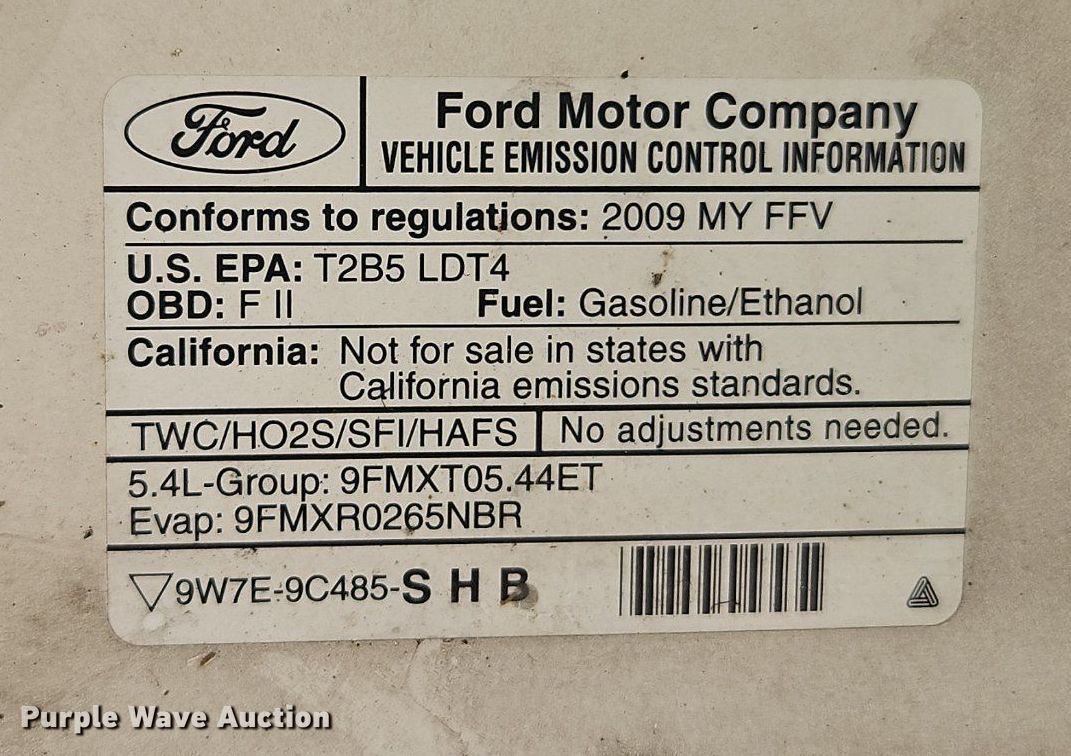 Ford
Ford Motor Company
VEHICLE EMISSION CONTROL INFORMATION
Conforms to regulations: 2009 MY FFV
U.S. EPA: T2B5 LDT4
OBD: F II Fuel: Gasoline/Ethanol
California: Not for sale in states with
California emissions standards.
TWC/HO2S/SFI/HAFS No adjustments needed.
5.4L-Group: 9FMXT05.44ET
Evap: 9FMXR0265NBR
9W7E-9C485-S H B
Purple Wave Auction